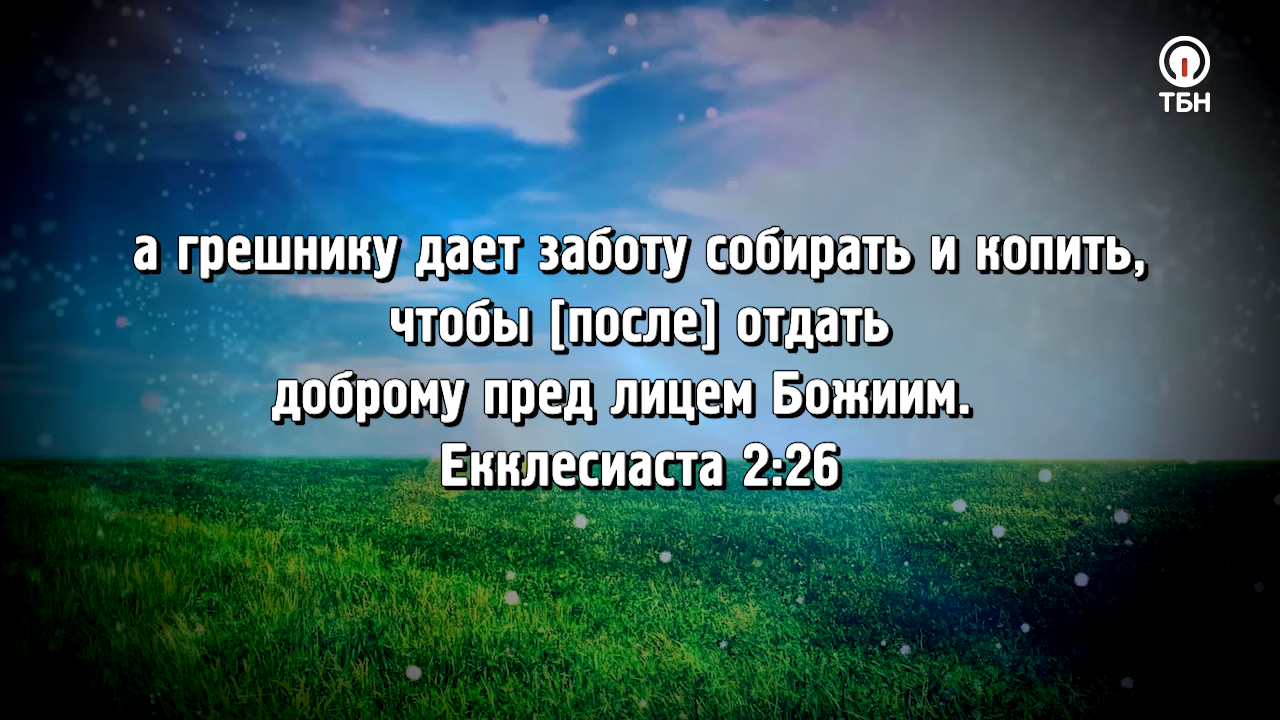 ТБН
а грешнику дает заботу собирать и копить,
чтобы [после] отдать
доброму пред лицем Божиим.
Екклесиаста 2:26